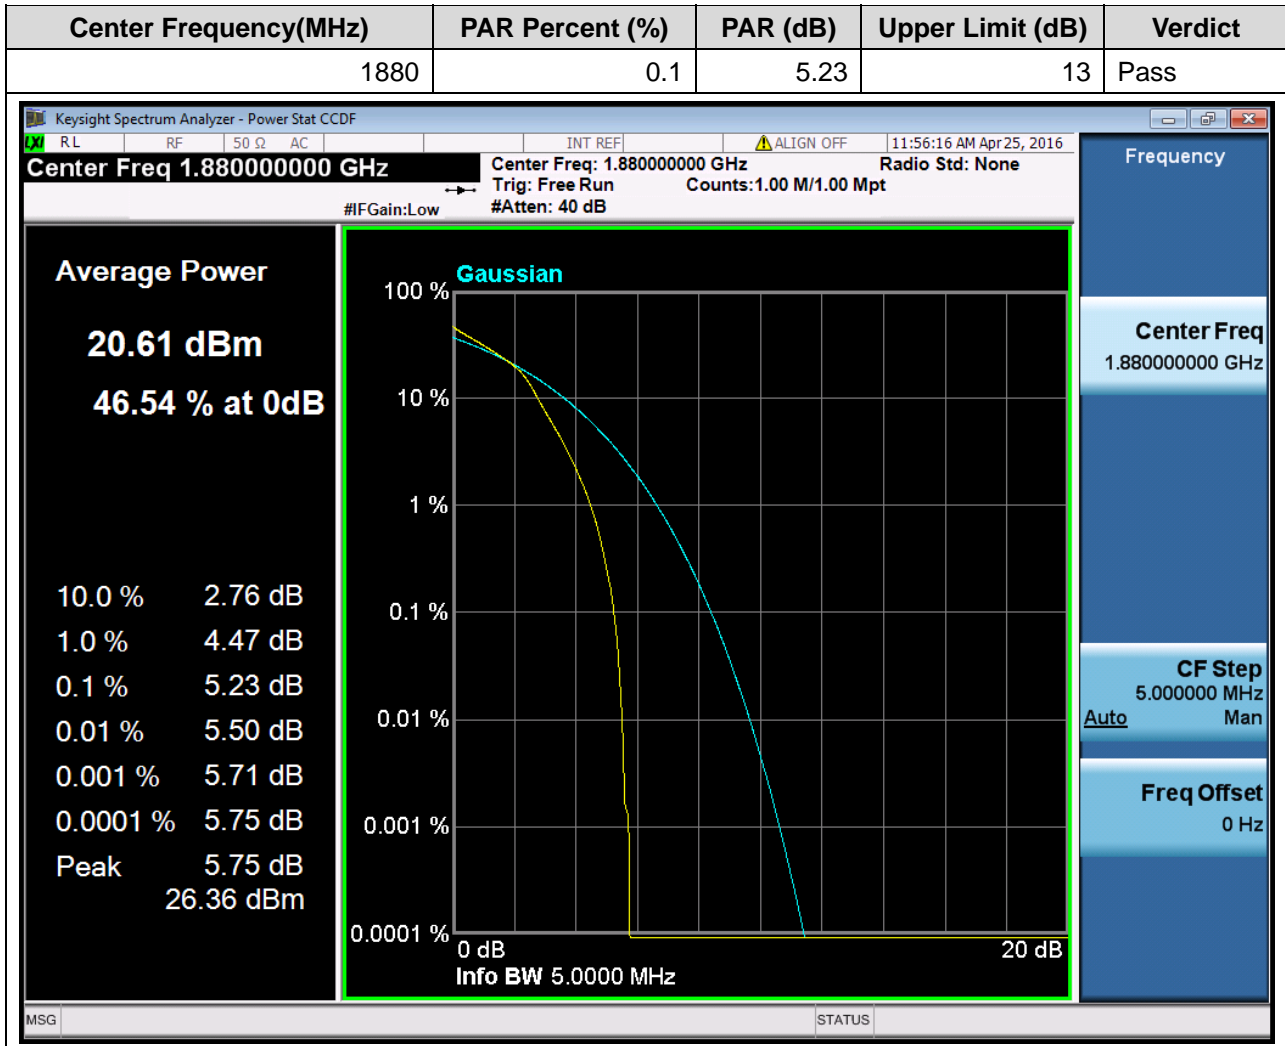 Center Frequency(MHz) PAR Percent (%) PAR (dB) Upper Limit (dB) Verdict
1880 0.1 5.23 13 Pass
Keysight Spectrum Analyzer - Power Stat CCDF
LXI RL RF 50 Ω AC INT REF ALIGN OFF 11:56:16 AM Apr 25, 2016
Center Freq 1.880000000 GHz
Center Freq: 1.880000000 GHz Radio Std: None
Trig: Free Run Counts:1.00 M/1.00 Mpt
#IFGain:Low #Atten: 40 dB
Average Power
20.61 dBm
46.54 % at 0dB
10.0 % 2.76 dB
1.0 % 4.47 dB
0.1 % 5.23 dB
0.01 % 5.50 dB
0.001 % 5.71 dB
0.0001 % 5.75 dB
Peak 5.75 dB
26.36 dBm
Gaussian
100 %
10 %
1 %
0.1 %
0.01 %
0.001 %
0.0001 %
0 dB 20 dB
Info BW 5.0000 MHz
Frequency
Center Freq
1.880000000 GHz
CF Step
5.000000 MHz
Auto Man
Freq Offset
0 Hz
MSG STATUS